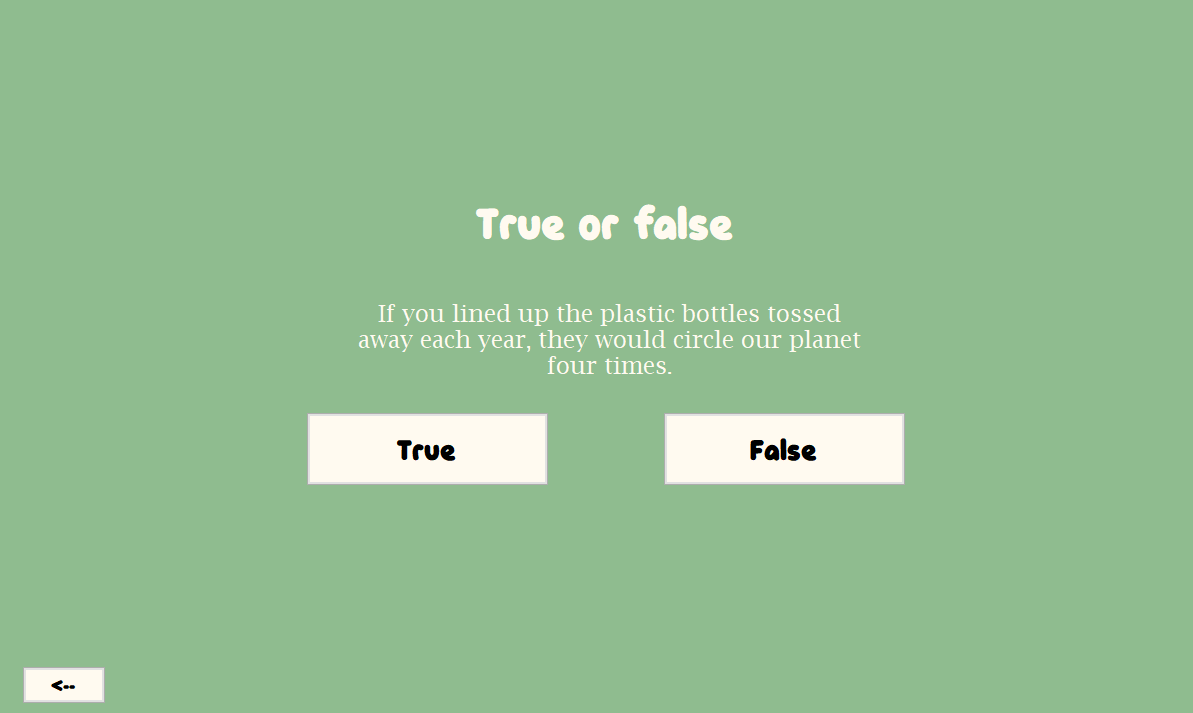 True or false
If you lined up the plastic bottles tossed
away each year, they would circle our planet
four times.
True
False
<--